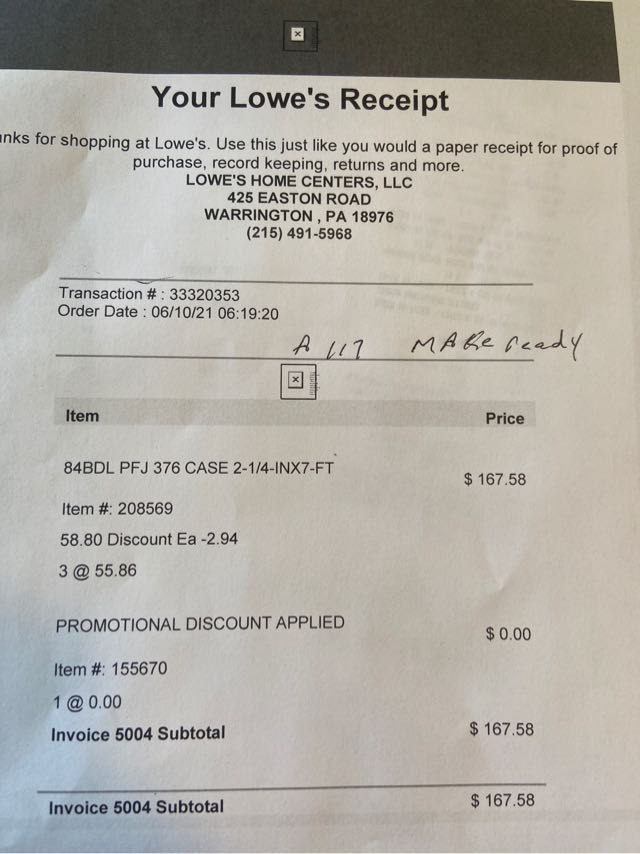 Your Lowe's Receipt
anks for shopping at Lowe's. Use this just like you would a paper receipt for proof of
purchase, record keeping, returns and more.
LOWE'S HOME CENTERS, LLC
425 EASTON ROAD
WARRINGTON , PA 18976
(215) 491-5968
Transaction # : 33320353
Order Date : 06/10/21 06:19:20
A 117 MAKe ready
Item Price
84BDL PFJ 376 CASE 2-1/4-INX7-FT $ 167.58
Item #: 208569
58.80 Discount Ea -2.94
3 @ 55.86
PROMOTIONAL DISCOUNT APPLIED $ 0.00
Item #: 155670
1 @ 0.00
Invoice 5004 Subtotal $ 167.58
Invoice 5004 Subtotal $ 167.58